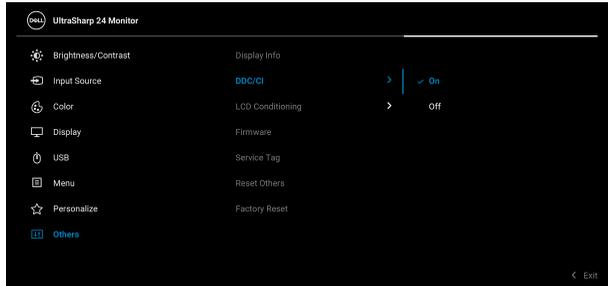 DELL UltraSharp 24 Monitor
Brightness/Contrast Display Info
Input Source DDC/CI > ✓ On
Color LCD Conditioning > Off
Display Firmware
USB Service Tag
Menu Reset Others
Personalize Factory Reset
Others
< Exit